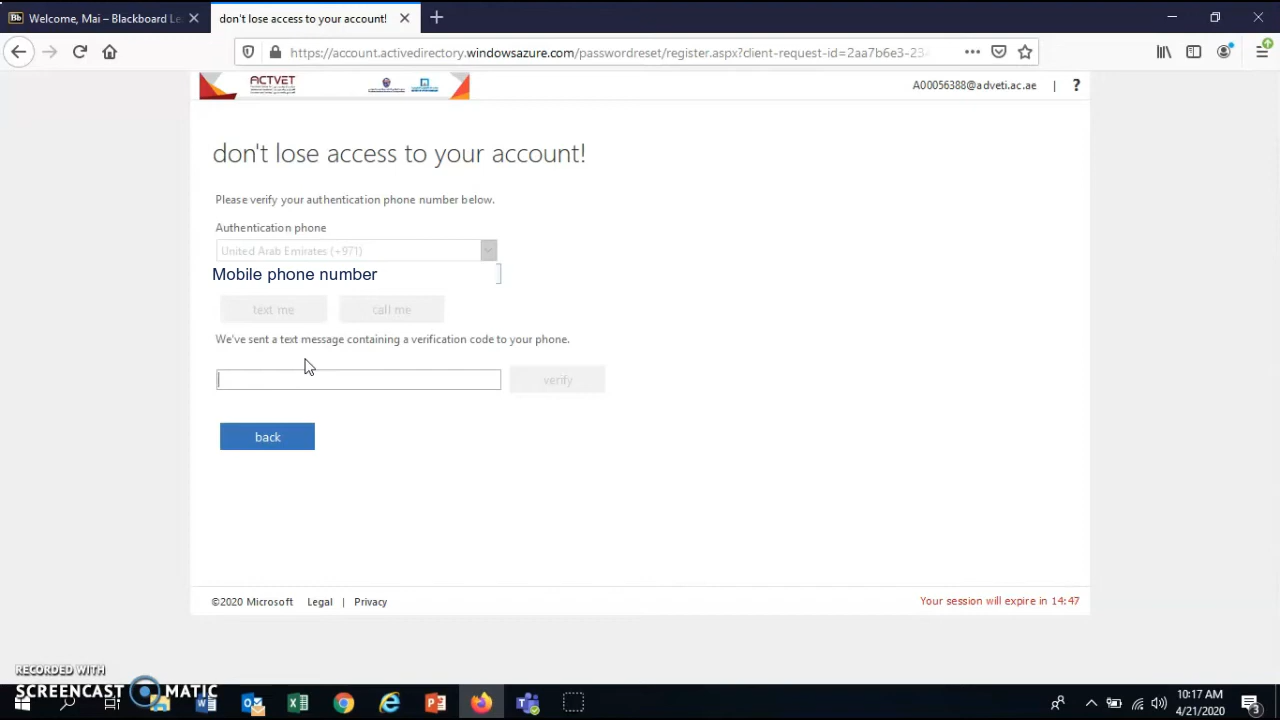 Bb Welcome, Mai – Blackboard Le
don't lose access to your account!
https://account.activedirectory.windowsazure.com/passwordreset/register.aspx?client-request-id=2aa7b6e3-23
ACTVET
A00056388@adveti.ac.ae | ?
don't lose access to your account!
Please verify your authentication phone number below.
Authentication phone
United Arab Emirates (+971)
Mobile phone number
text me call me
We've sent a text message containing a verification code to your phone.
verify
back
©2020 Microsoft Legal | Privacy
Your session will expire in 14:47
RECORDED WITH
SCREENCAST MATIC
10:17 AM
4/21/2020
3